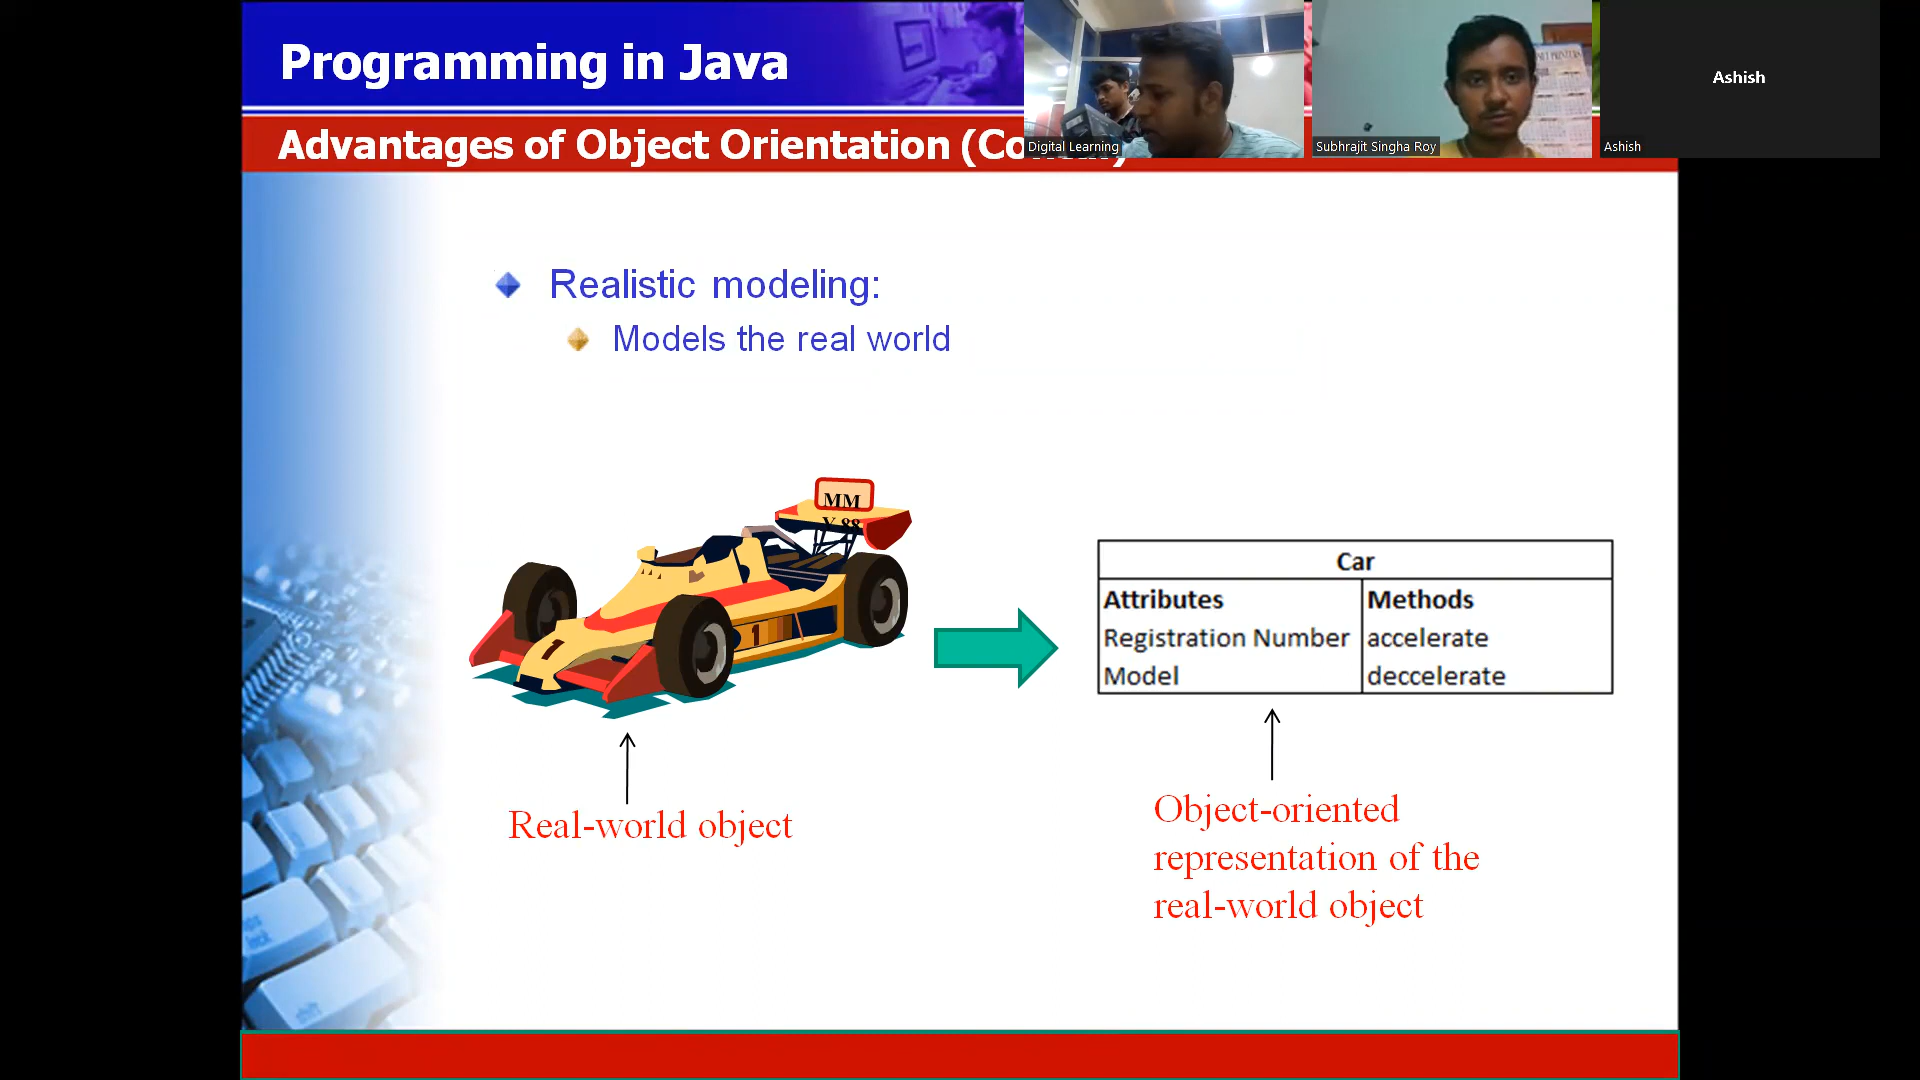 Programming in Java
Advantages of Object Orientation
Ashish
Digital Learning
Subhrajit Singha Roy
Ashish
Realistic modeling:
Models the real world
MM
1
1
Car
Attributes Methods
Registration Number accelerate
Model deccelerate
Real-world object
Object-oriented
representation of the
real-world object